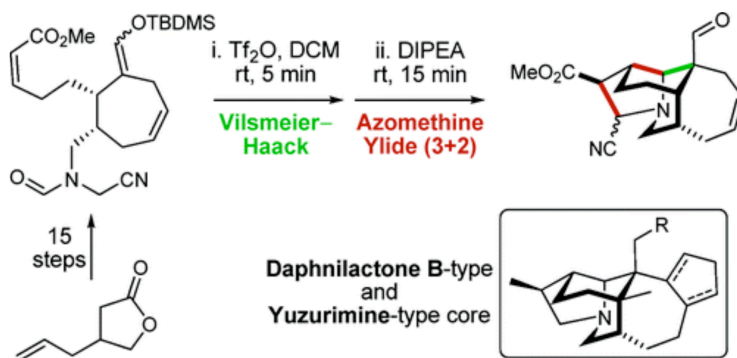 OTBDMS
CO₂Me
N
CN
O
i. Tf₂O, DCM
rt, 5 min
Vilsmeier–
Haack
ii. DIPEA
rt, 15 min
Azomethine
Ylide (3+2)
O
MeO₂C
N
NC
15
steps
O
O
Daphnilactone B-type
and
Yuzurimine-type core
R
N